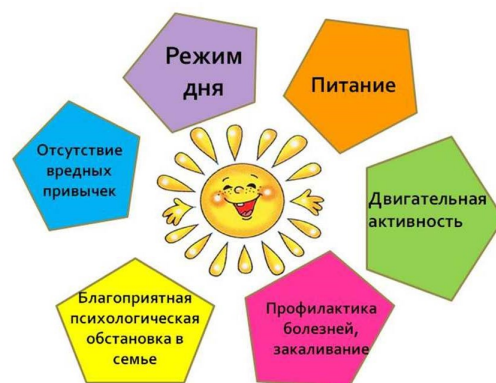 Режим
дня
Питание
Двигательная
активность
Профилактика
болезней,
закаливание
Благоприятная
психологическая
обстановка в
семье
Отсутствие
вредных
привычек